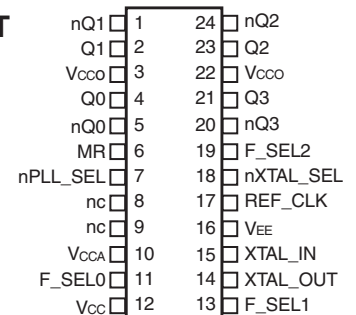 T
nQ1 1 24 nQ2
Q1 2 23 Q2
VCCO 3 22 VCCO
Q0 4 21 Q3
nQ0 5 20 nQ3
MR 6 19 F_SEL2
nPLL_SEL 7 18 nXTAL_SEL
nc 8 17 REF_CLK
nc 9 16 VEE
VCCA 10 15 XTAL_IN
F_SEL0 11 14 XTAL_OUT
VCC 12 13 F_SEL1